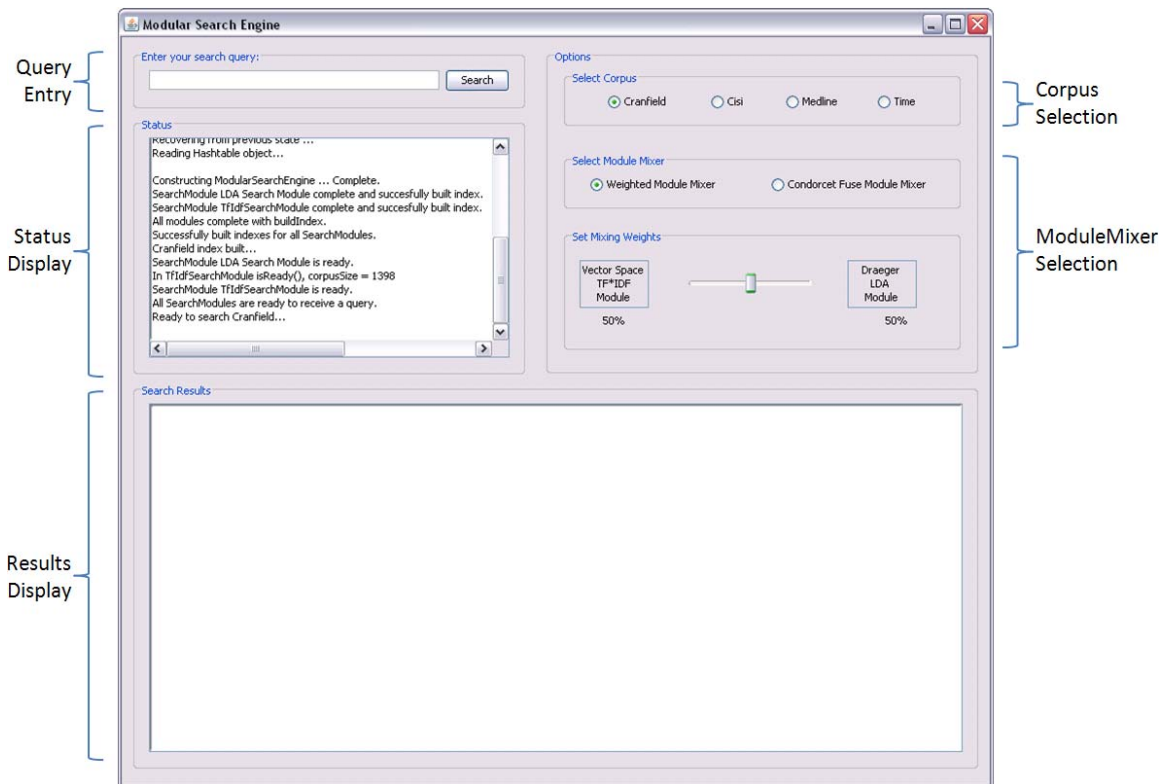 Modular Search Engine
Query
Entry
Enter your search query:
Search
Status
Display
Status
Recovering from previous state ...
Reading Hashtable object...
Constructing ModularSearchEngine ... Complete.
SearchModule LDA Search Module complete and succesfully built index.
SearchModule TfIdfSearchModule complete and succesfully built index.
All modules complete with buildIndex.
Successfully built indexes for all SearchModules.
Cranfield index built...
SearchModule LDA Search Module is ready.
In TfIdfSearchModule isReady(), corpusSize = 1398
SearchModule TfIdfSearchModule is ready.
All SearchModules are ready to receive a query.
Ready to search Cranfield...
Options
Select Corpus
Cranfield Cisi Medline Time
Corpus
Selection
Select Module Mixer
Weighted Module Mixer Condorcet Fuse Module Mixer
Set Mixing Weights
Vector Space
TF*IDF
Module
50%
Draeger
LDA
Module
50%
ModuleMixer
Selection
Results
Display
Search Results